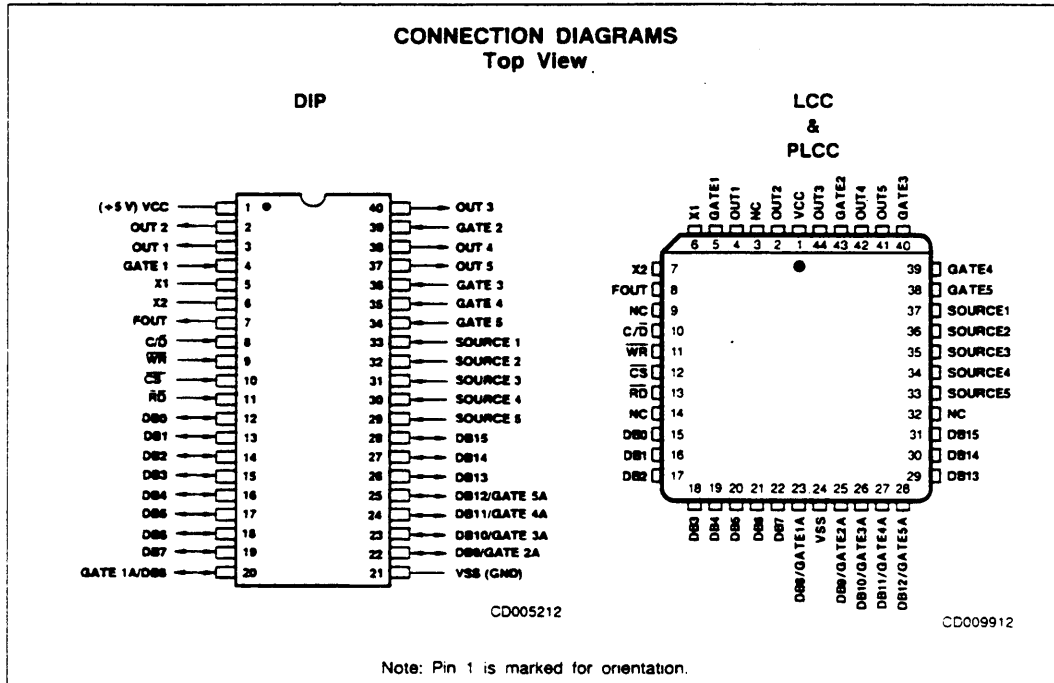 CONNECTION DIAGRAMS
Top View
DIP
(+5 V) VCC 1
OUT 2 2
OUT 1 3
GATE 1 4
X1 5
X2 6
FOUT 7
C/D̅ 8
W̅R̅ 9
C̅S̅ 10
R̅D̅ 11
DB0 12
DB1 13
DB2 14
DB3 15
DB4 16
DB5 17
DB6 18
DB7 19
GATE 1A/DB8 20
40 OUT 3
39 GATE 2
38 OUT 4
37 OUT 5
36 GATE 3
35 GATE 4
34 GATE 5
33 SOURCE 1
32 SOURCE 2
31 SOURCE 3
30 SOURCE 4
29 SOURCE 5
28 DB15
27 DB14
26 DB13
25 DB12/GATE 5A
24 DB11/GATE 4A
23 DB10/GATE 3A
22 DB9/GATE 2A
21 VSS (GND)
CD005212
LCC
&
PLCC
X1 GATE1 OUT1 NC OUT2 VCC OUT3 GATE2 OUT4 OUT5 GATE3
6 5 4 3 2 1 44 43 42 41 40
X2 7
FOUT 8
NC 9
C/D̅ 10
W̅R̅ 11
C̅S̅ 12
R̅D̅ 13
NC 14
DB0 15
DB1 16
DB2 17
39 GATE4
38 GATE5
37 SOURCE1
36 SOURCE2
35 SOURCE3
34 SOURCE4
33 SOURCE5
32 NC
31 DB15
30 DB14
29 DB13
18 19 20 21 22 23 24 25 26 27 28
DB3 DB4 DB5 DB6 DB7 DB8/GATE1A VSS DB9/GATE2A DB10/GATE3A DB11/GATE4A DB12/GATE5A
CD009912
Note: Pin 1 is marked for orientation.